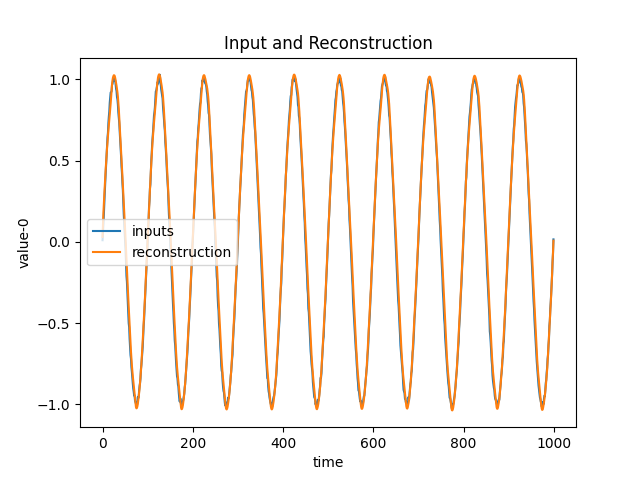 Input and Reconstruction
1.0
0.5
0.0
−0.5
−1.0
value-0
inputs
reconstruction
0 200 400 600 800 1000
time